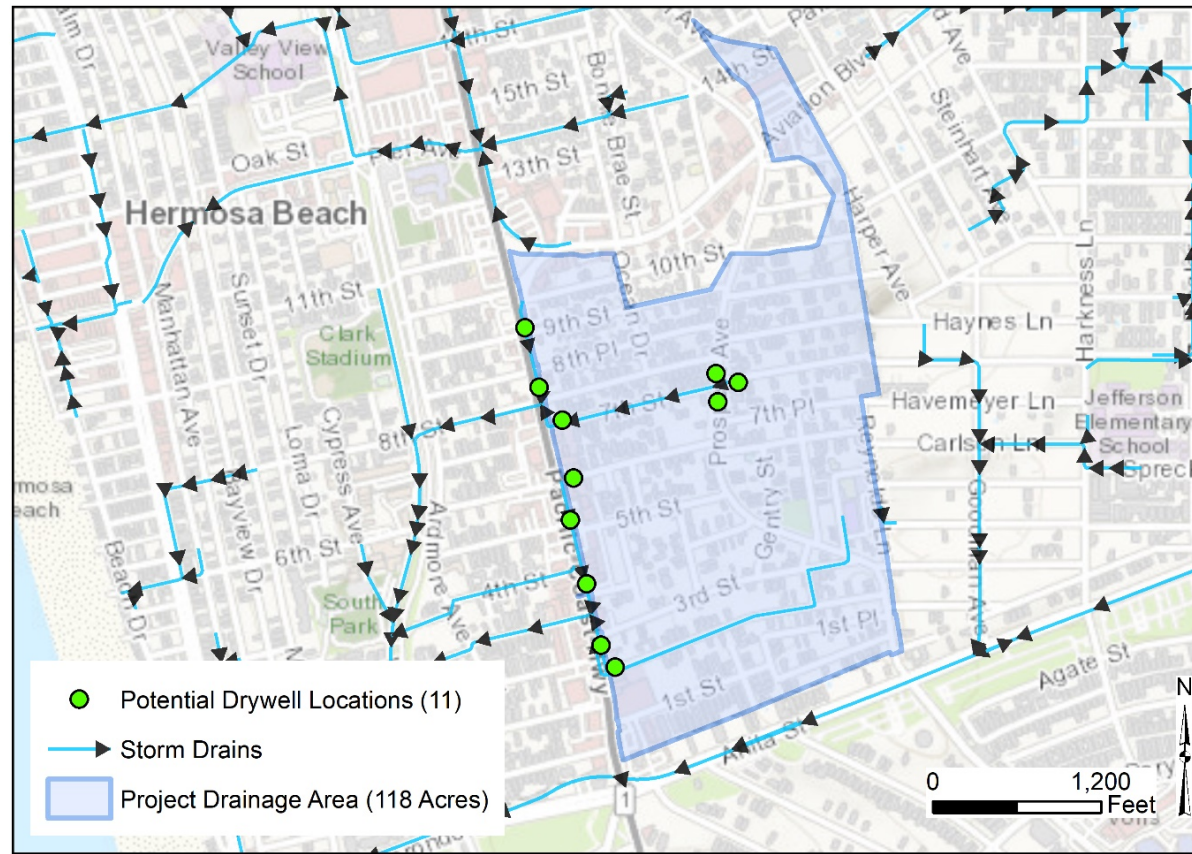 Valley View
School
15th St
14th St
Aviation Blvd
Steinhart Ave
Bonnie Brae St
Oak St
Pier Ave
13th St
Hermosa Beach
Harper Ave
Harkness Ln
10th St
Ocean Dr
11th St
Sunset Dr
Manhattan Ave
Clark
Stadium
9th St
8th Pl
Haynes Ln
Havemeyer Ln
Jefferson
Elementary
School
Carlson Ln
7th St
7th Pl
8th St
Cypress Ave
Loma Dr
Bayview Dr
Beach Dr
6th St
Ardmore Ave
5th St
Gentry St
Reynolds Ln
Goodman Ave
4th St
South
Park
3rd St
1st Pl
1st St
Pacific Coast Hwy
Agate St
Anita St
1
Potential Drywell Locations (11)
Storm Drains
Project Drainage Area (118 Acres)
N
0 1,200
Feet